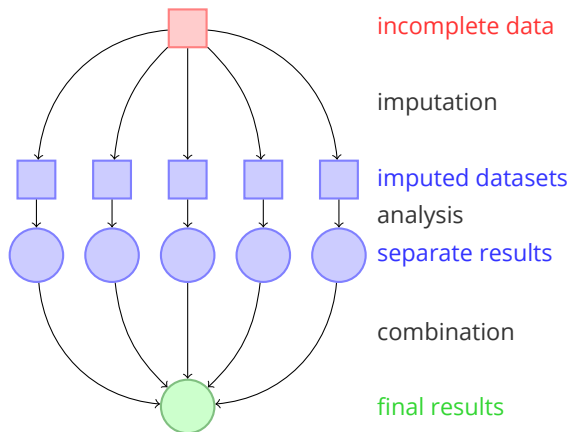 incomplete data
imputation
imputed datasets
analysis
separate results
combination
final results